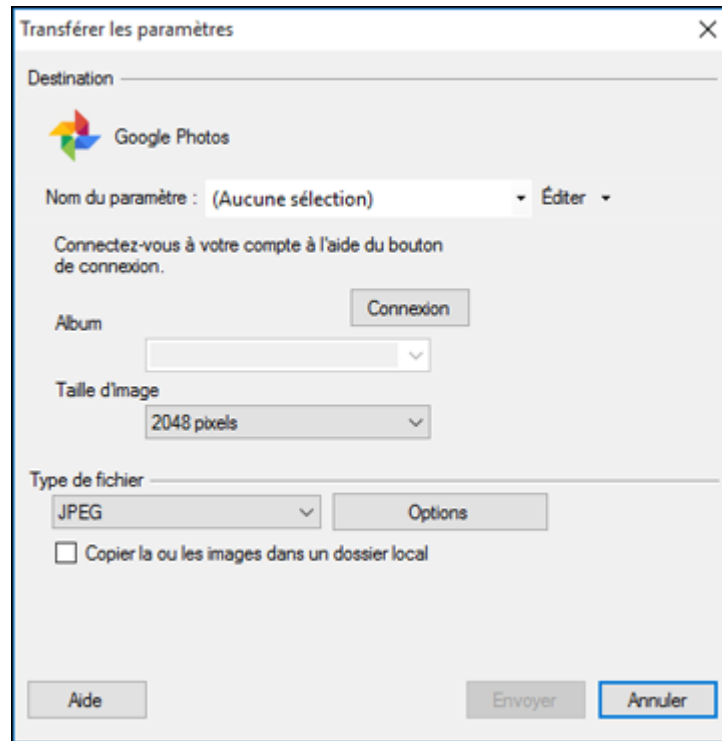 Transférer les paramètres
Destination
Google Photos
Nom du paramètre : (Aucune sélection) Éditer
Connectez-vous à votre compte à l'aide du bouton
de connexion.
Connexion
Album
Taille d'image
2048 pixels
Type de fichier
JPEG Options
Copier la ou les images dans un dossier local
Aide Envoyer Annuler